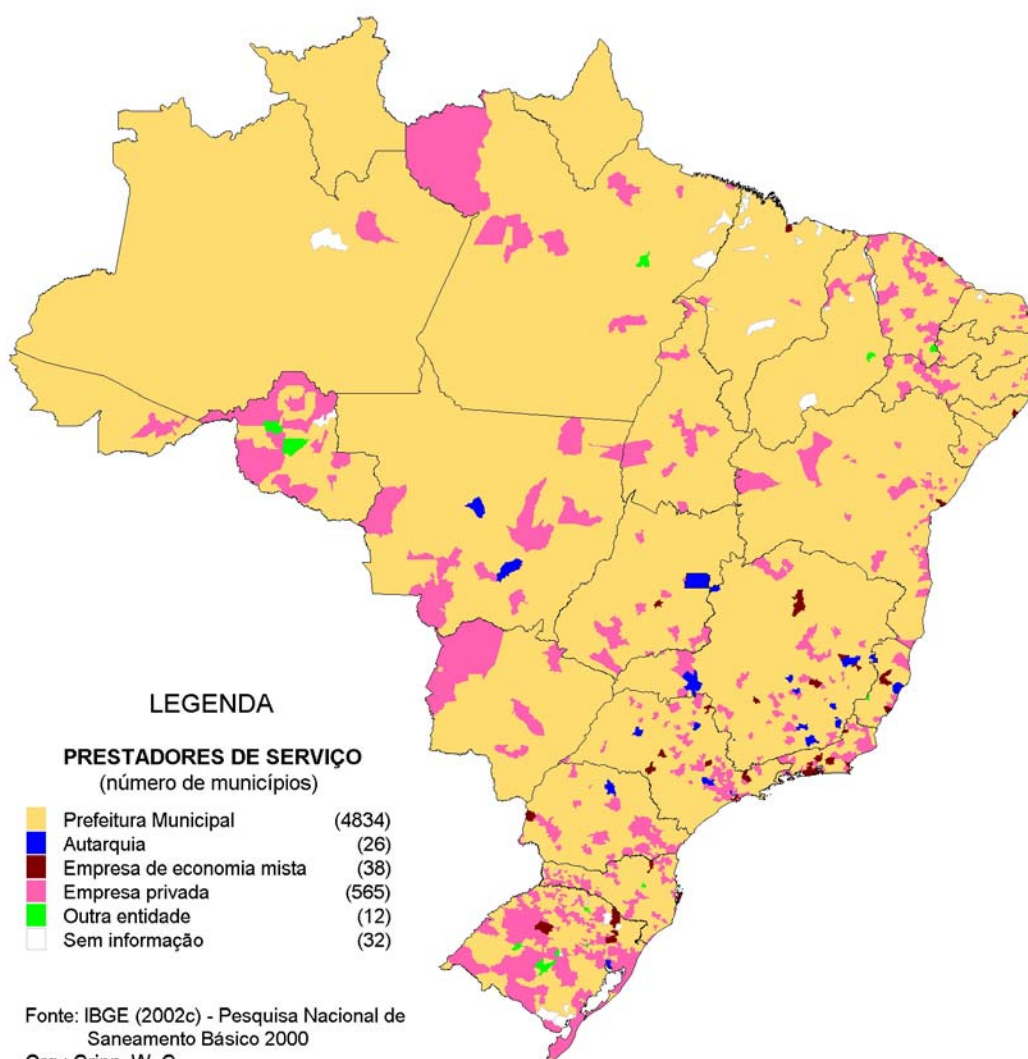 LEGENDA
PRESTADORES DE SERVIÇO
(número de municípios)
Prefeitura Municipal (4834)
Autarquia (26)
Empresa de economia mista (38)
Empresa privada (565)
Outra entidade (12)
Sem informação (32)
Fonte: IBGE (2002c) - Pesquisa Nacional de
Saneamento Básico 2000